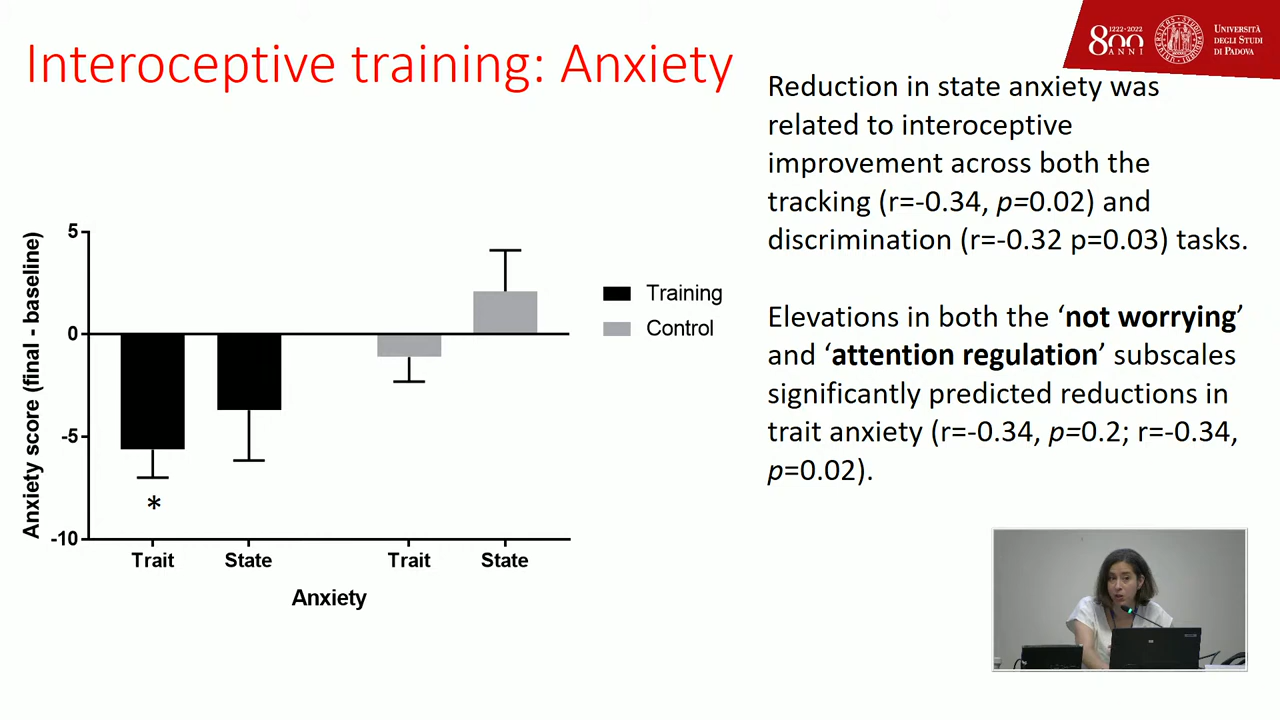 Interoceptive training: Anxiety
1222-2022
800
ANNI
UNIVERSITÀ
DEGLI STUDI
DI PADOVA
Reduction in state anxiety was
related to interoceptive
improvement across both the
tracking (r=-0.34, p=0.02) and
discrimination (r=-0.32 p=0.03) tasks.
Elevations in both the ‘not worrying’
and ‘attention regulation’ subscales
significantly predicted reductions in
trait anxiety (r=-0.34, p=0.2; r=-0.34,
p=0.02).
Anxiety score (final - baseline)
5
0
-5
-10
*
Trait
State
Trait
State
Anxiety
Training
Control